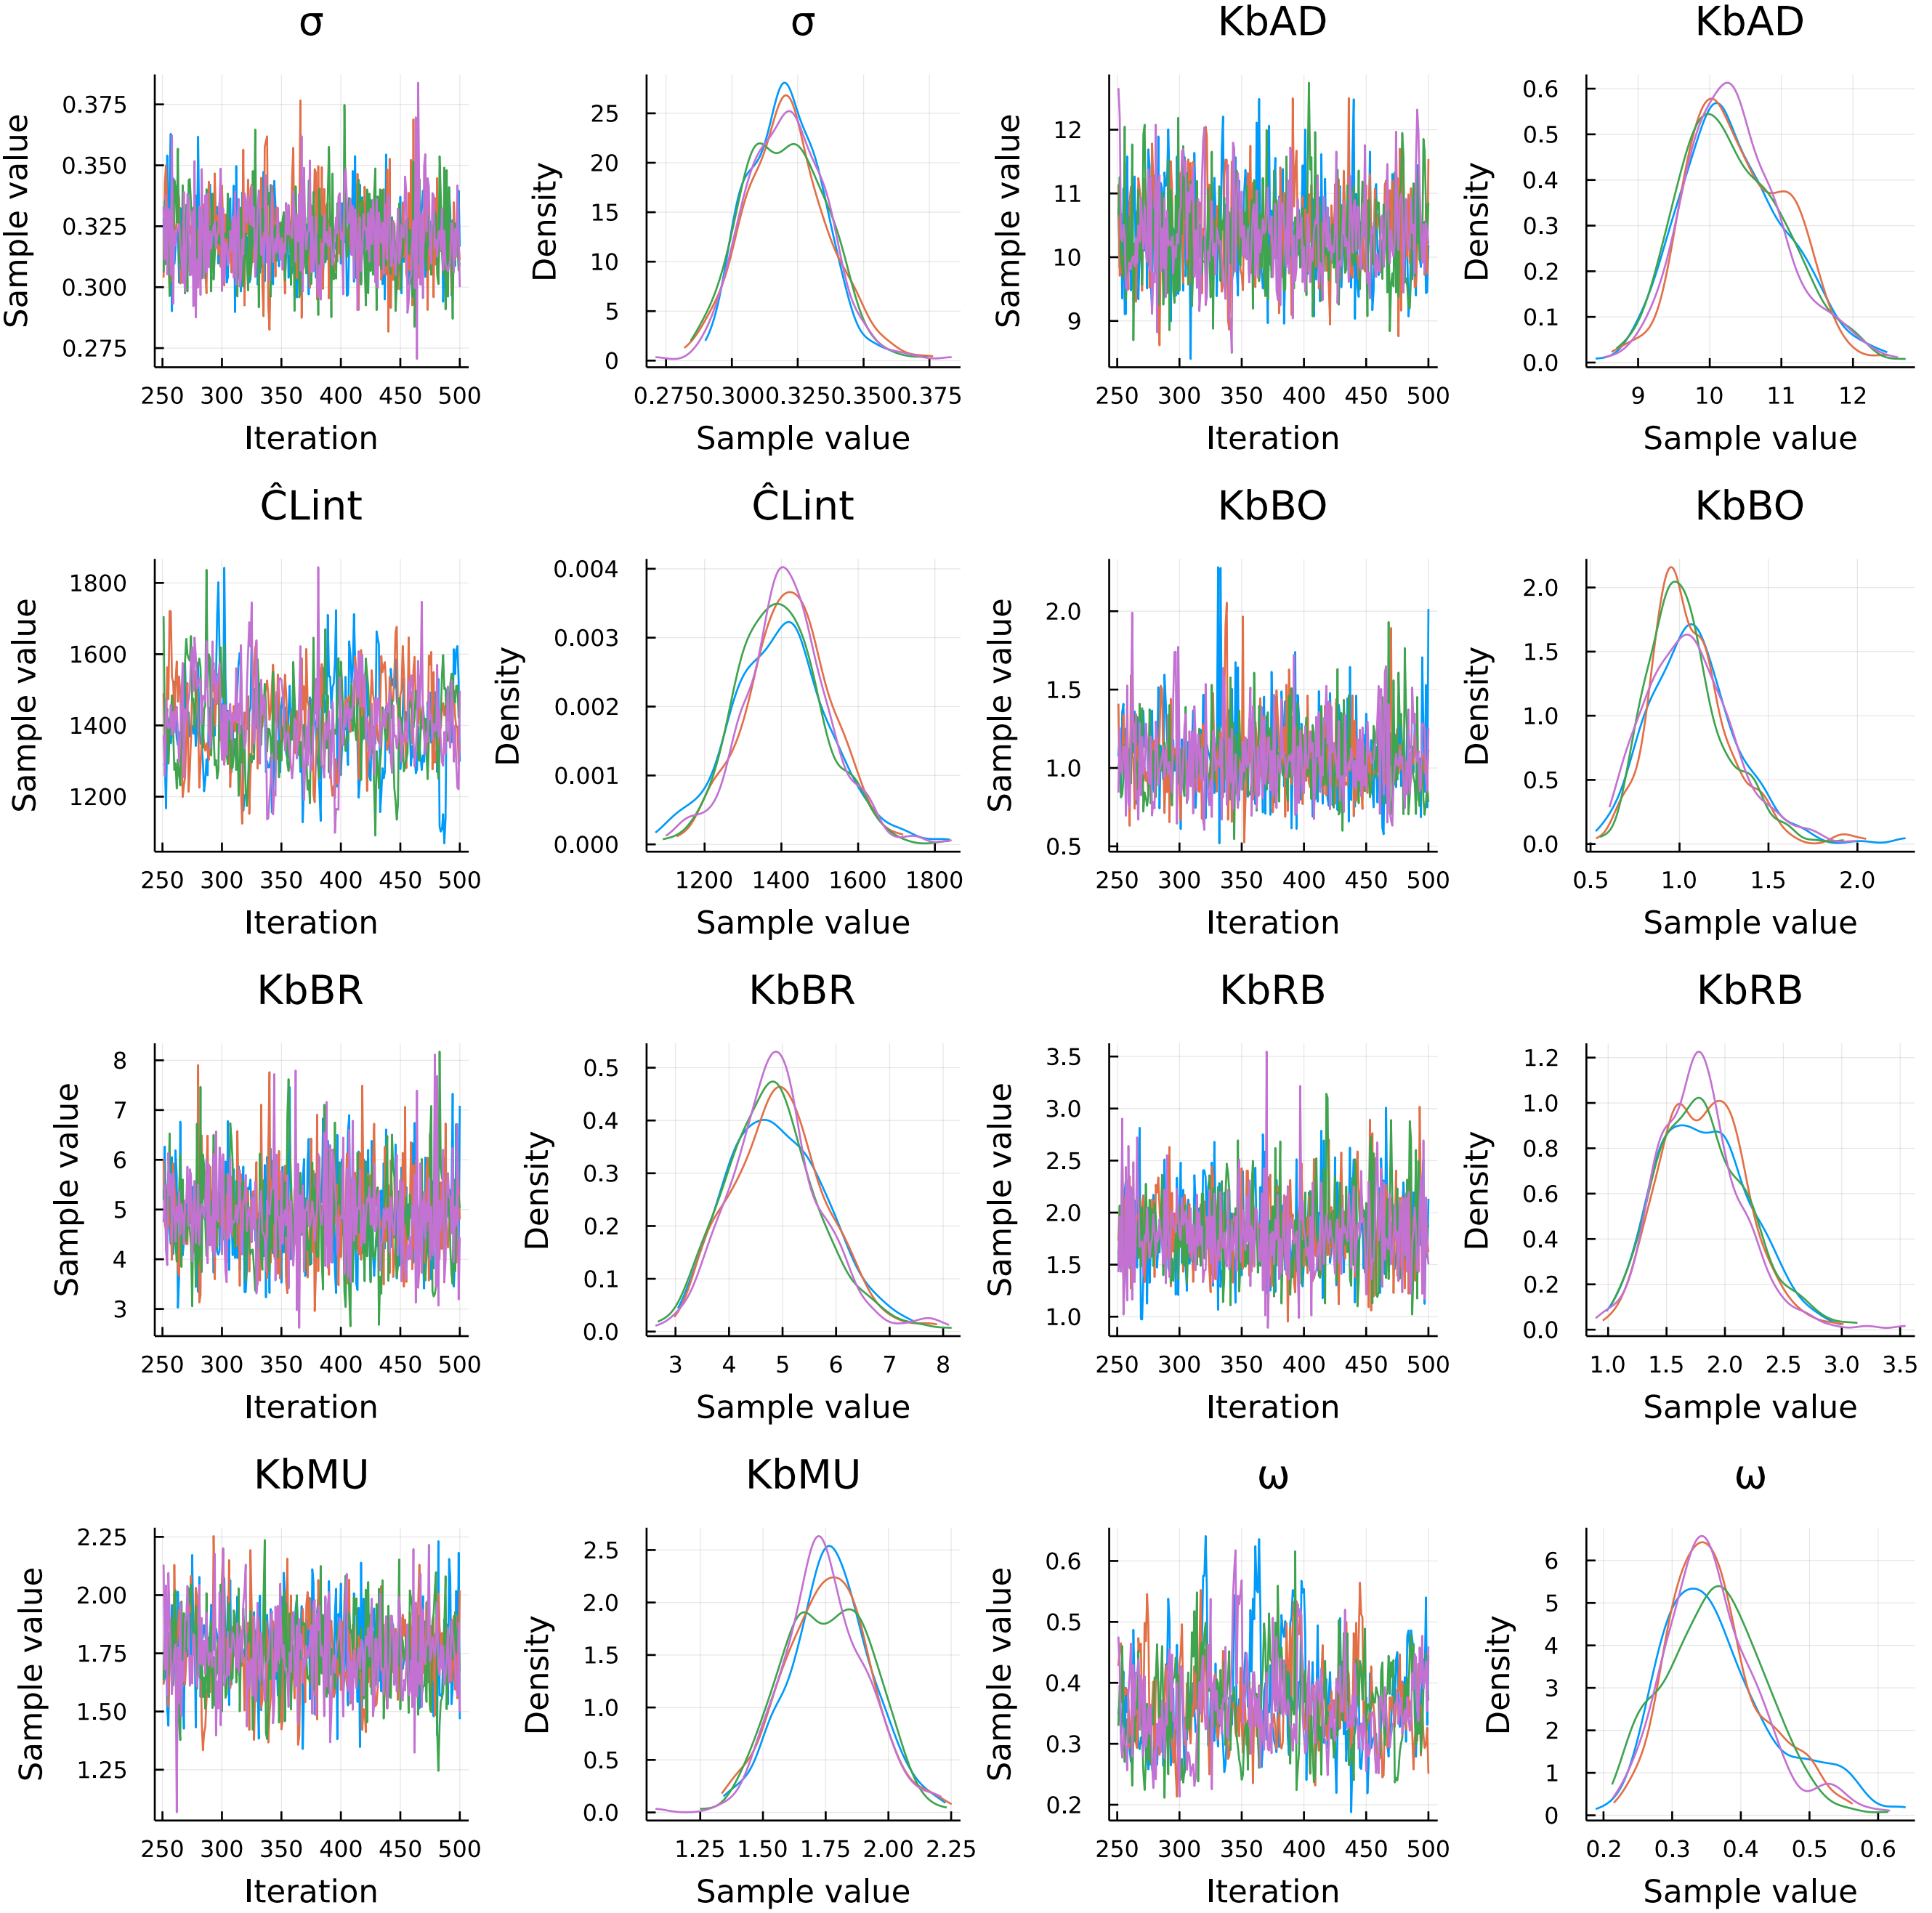 σ
Sample value
0.375
0.350
0.325
0.300
0.275
250 300 350 400 450 500
Iteration
σ
Density
25
20
15
10
5
0
0.275 0.300 0.325 0.350 0.375
Sample value
KbAD
Sample value
12
11
10
9
250 300 350 400 450 500
Iteration
KbAD
Density
0.6
0.5
0.4
0.3
0.2
0.1
0.0
9 10 11 12
Sample value
ĈLint
Sample value
1800
1600
1400
1200
250 300 350 400 450 500
Iteration
ĈLint
Density
0.004
0.003
0.002
0.001
0.000
1200 1400 1600 1800
Sample value
KbBO
Sample value
2.0
1.5
1.0
0.5
250 300 350 400 450 500
Iteration
KbBO
Density
2.0
1.5
1.0
0.5
0.0
0.5 1.0 1.5 2.0
Sample value
KbBR
Sample value
8
7
6
5
4
3
250 300 350 400 450 500
Iteration
KbBR
Density
0.5
0.4
0.3
0.2
0.1
0.0
3 4 5 6 7 8
Sample value
KbRB
Sample value
3.5
3.0
2.5
2.0
1.5
1.0
250 300 350 400 450 500
Iteration
KbRB
Density
1.2
1.0
0.8
0.6
0.4
0.2
0.0
1.0 1.5 2.0 2.5 3.0 3.5
Sample value
KbMU
Sample value
2.25
2.00
1.75
1.50
1.25
250 300 350 400 450 500
Iteration
KbMU
Density
2.5
2.0
1.5
1.0
0.5
0.0
1.25 1.50 1.75 2.00 2.25
Sample value
ω
Sample value
0.6
0.5
0.4
0.3
0.2
250 300 350 400 450 500
Iteration
ω
Density
6
5
4
3
2
1
0
0.2 0.3 0.4 0.5 0.6
Sample value